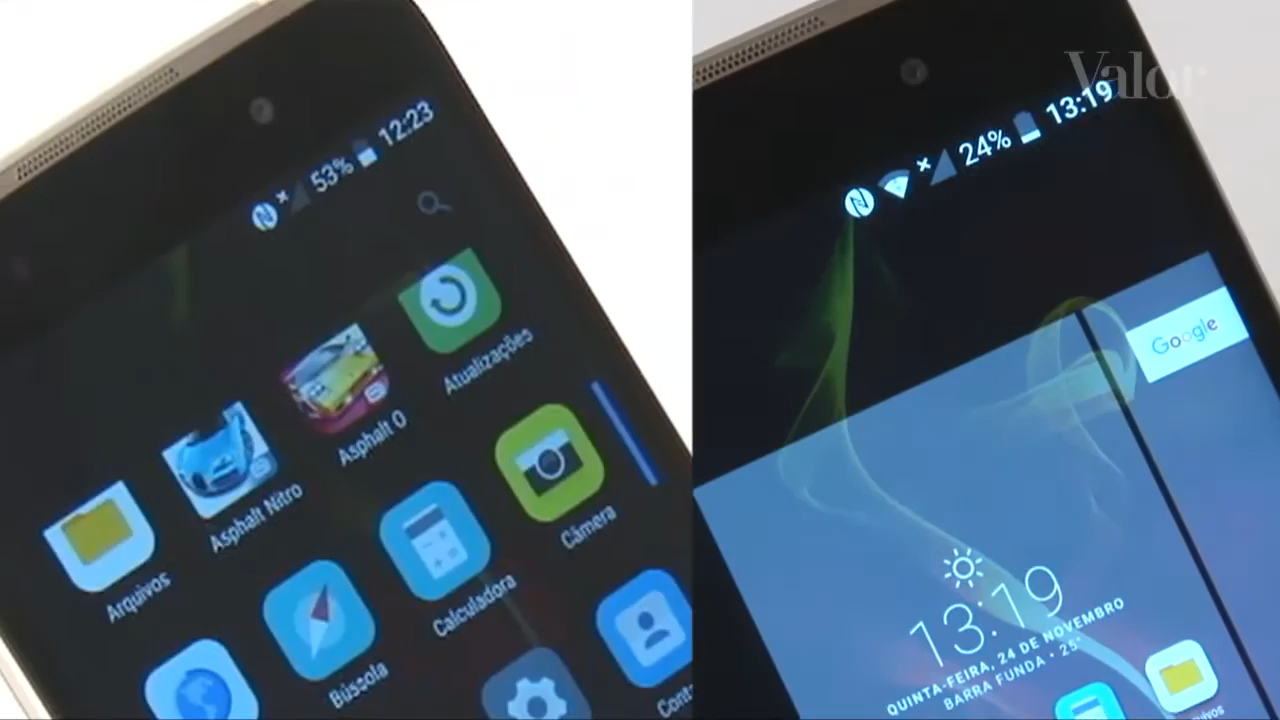 53% 12:23
Atualizações
Asphalt O
Asphalt Nitro
Arquivos
Câmera
Calculadora
Bússola
Valor
24% 13:19
Google
13:19
QUINTA-FEIRA, 24 DE NOVEMBRO
BARRA FUNDA • 25°